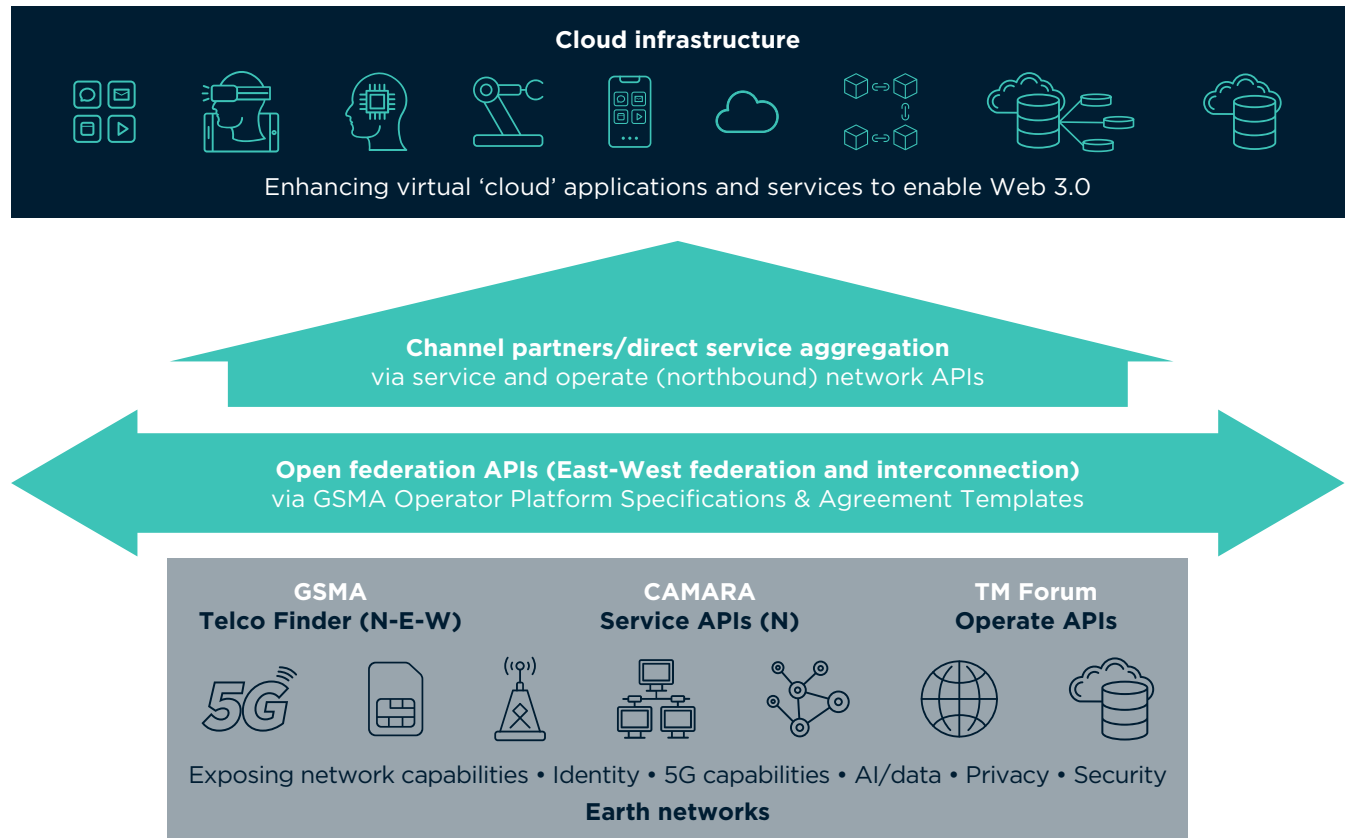 Cloud infrastructure
Enhancing virtual ‘cloud’ applications and services to enable Web 3.0
Channel partners/direct service aggregation
via service and operate (northbound) network APIs
Open federation APIs (East-West federation and interconnection)
via GSMA Operator Platform Specifications & Agreement Templates
GSMA
Telco Finder (N-E-W)
CAMARA
Service APIs (N)
TM Forum
Operate APIs
5G
Exposing network capabilities • Identity • 5G capabilities • AI/data • Privacy • Security
Earth networks